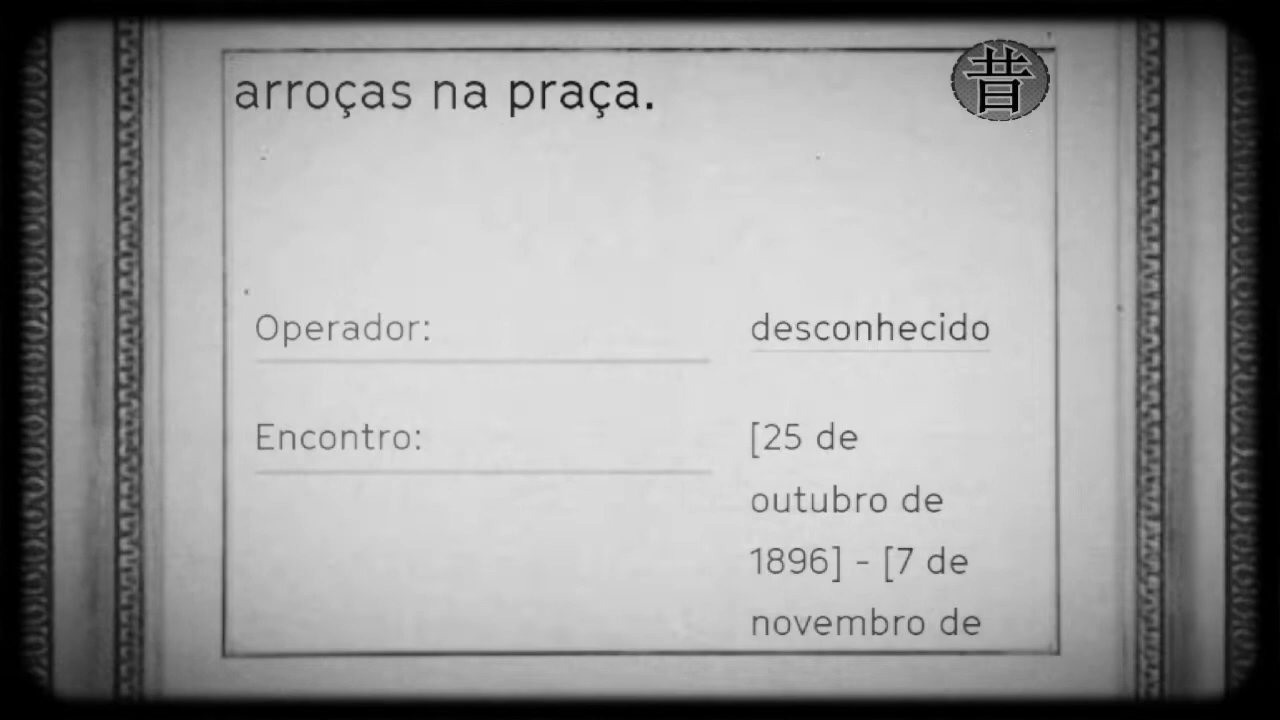 arroças na praça.
昔
Operador:
desconhecido
Encontro:
[25 de
outubro de
1896] - [7 de
novembro de